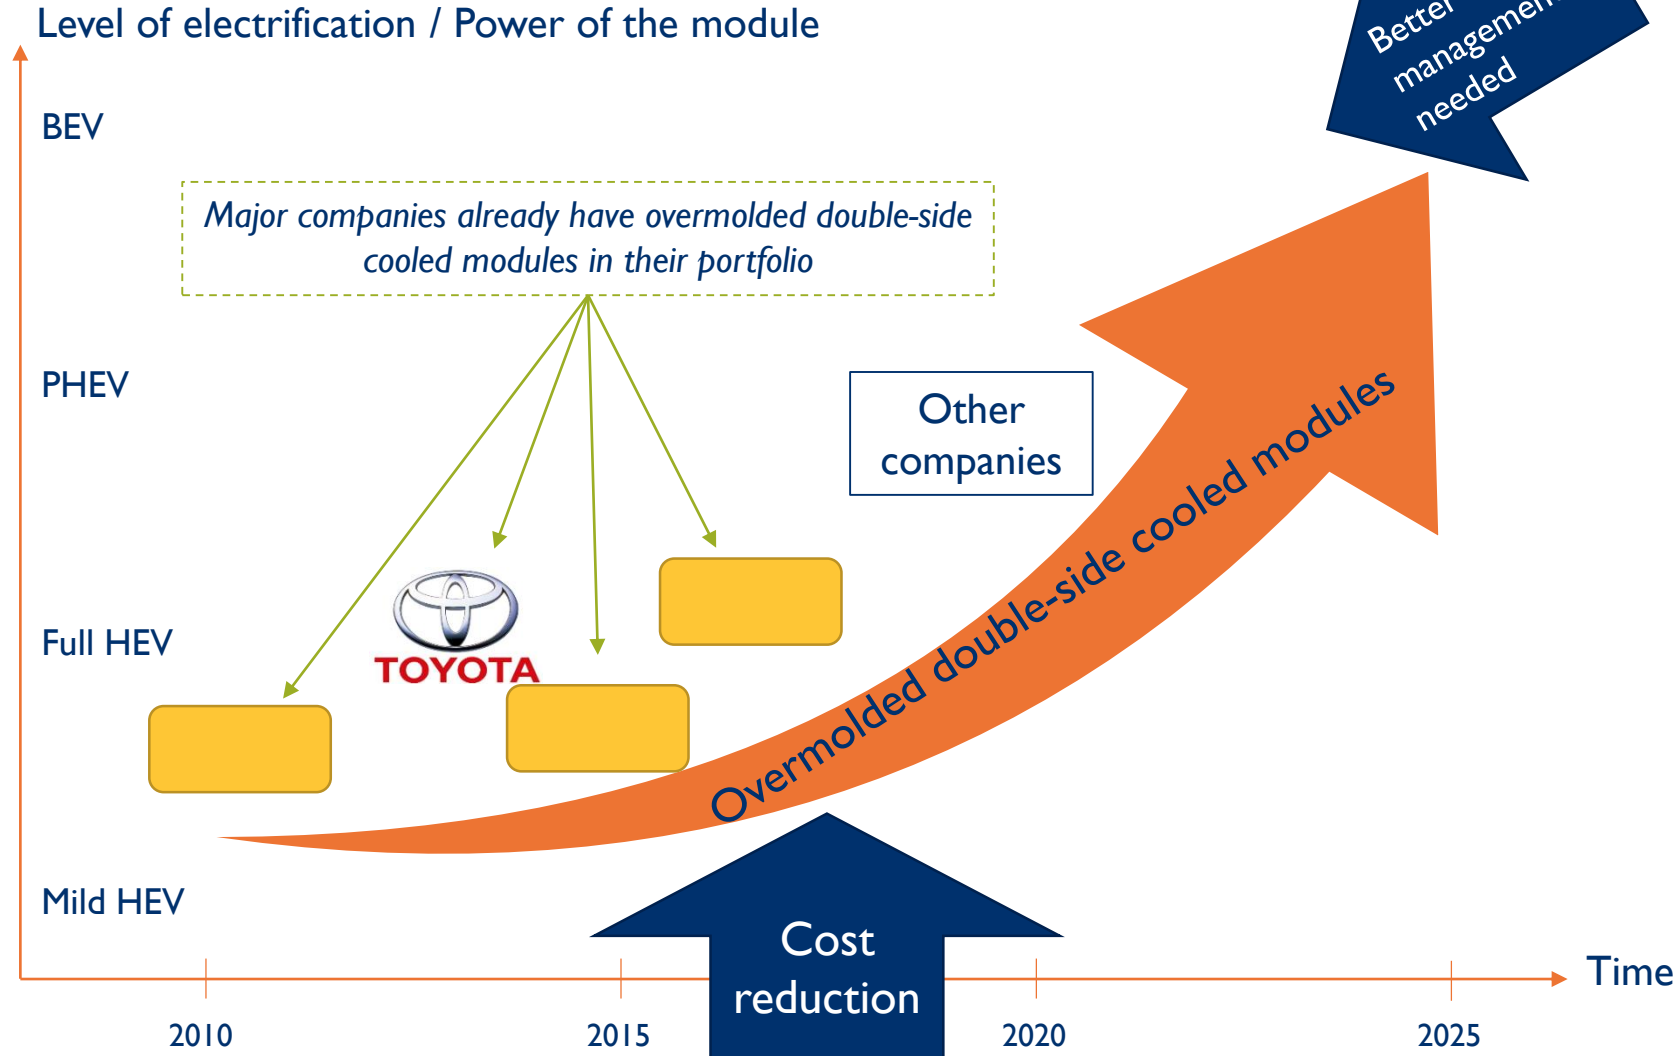 Level of electrification / Power of the module
Better
management
needed
BEV
Major companies already have overmolded double-side
cooled modules in their portfolio
PHEV
Other
companies
Overmolded double-side cooled modules
Full HEV
TOYOTA
Mild HEV
Cost
reduction
Time
2010
2015
2020
2025